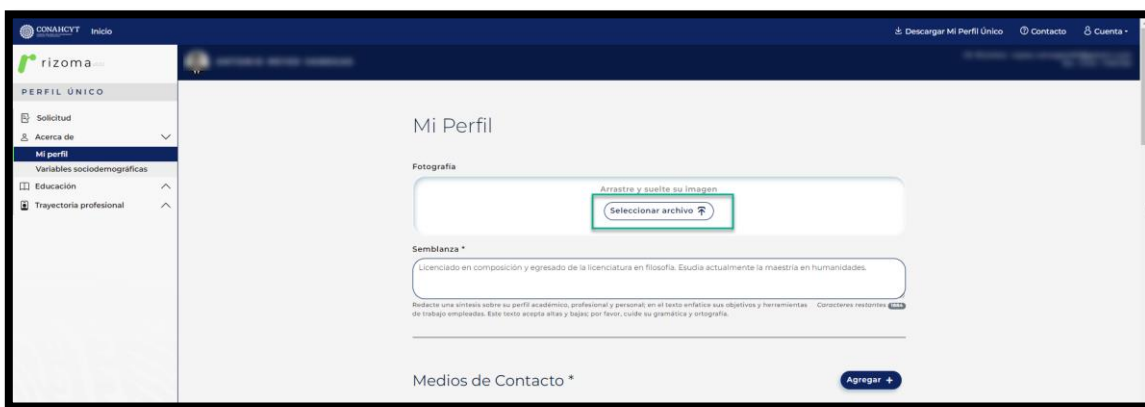 CONAHCYT Inicio
Descargar Mi Perfil Único Contacto Cuenta
rizoma
PERFIL ÚNICO
Solicitud
Acerca de
Mi perfil
Variables sociodemográficas
Educación
Trayectoria profesional
Mi Perfil
Fotografía
Arrastre y suelte su imagen
Seleccionar archivo
Semblanza *
Licenciado en composición y egresado de la licenciatura en filosofía. Esudia actualmente la maestría en humanidades.
Redacte una síntesis sobre su perfil académico, profesional y personal; en el texto enfatice sus objetivos y herramientas Caracteres restantes
de trabajo empleadas. Este texto acepta altas y bajas; por favor, cuide su gramática y ortografía.
Medios de Contacto *
Agregar +